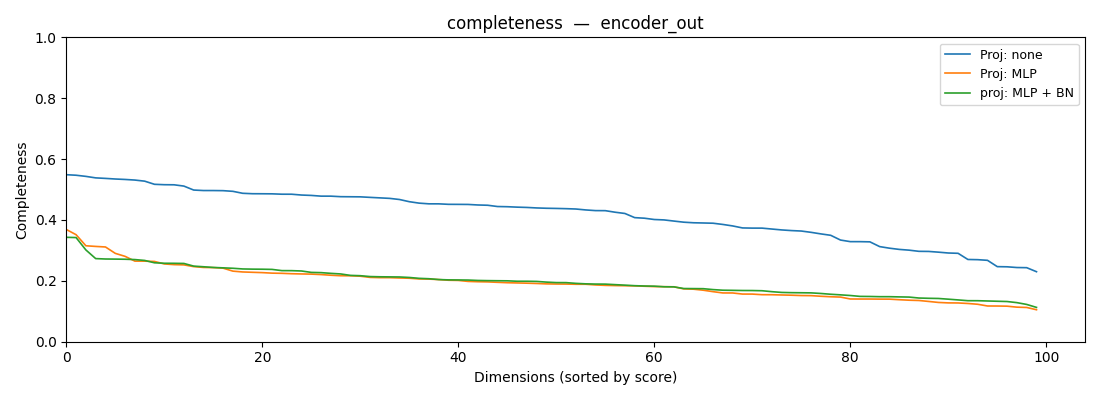 completeness — encoder_out
1.0
0.8
0.6
0.4
0.2
0.0
Completeness
0
20
40
60
80
100
Dimensions (sorted by score)
Proj: none
Proj: MLP
proj: MLP + BN